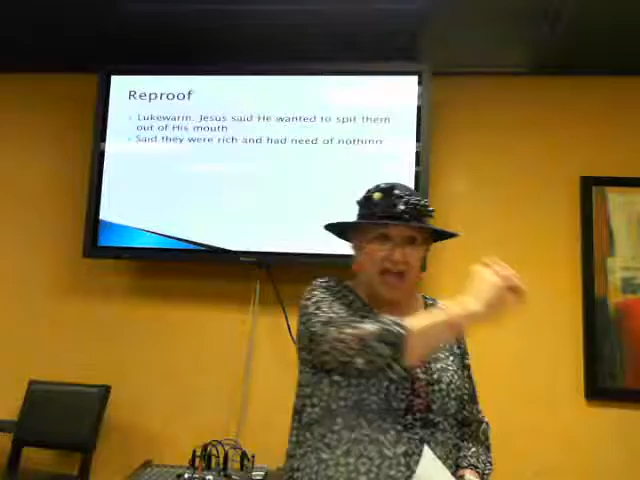 Reproof
Lukewarm. Jesus said He wanted to spit them
out of His mouth
Said they were rich and had need of nothing